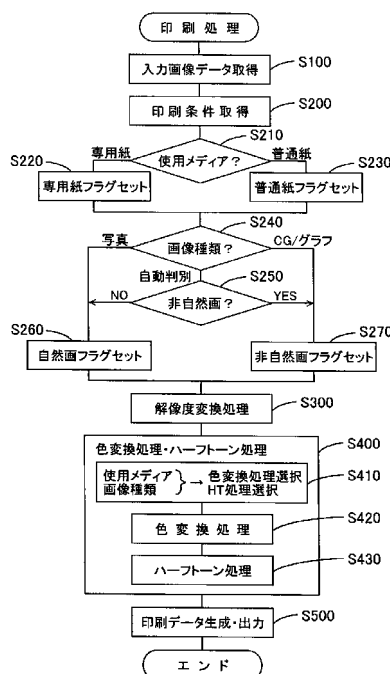 印刷処理
S100
入力画像データ取得
S200
印刷条件取得
S210
専用紙
使用メディア？
普通紙
S220
S230
専用紙フラグセット
普通紙フラグセット
S240
写真
画像種類？
CG/グラフ
自動判別
S250
NO
非自然画？
YES
S260
S270
自然画フラグセット
非自然画フラグセット
解像度変換処理
S300
色変換処理・ハーフトーン処理
S400
使用メディア
画像種類
→
色変換処理選択
HT処理選択
S410
色変換処理
S420
ハーフトーン処理
S430
印刷データ生成・出力
S500
エンド